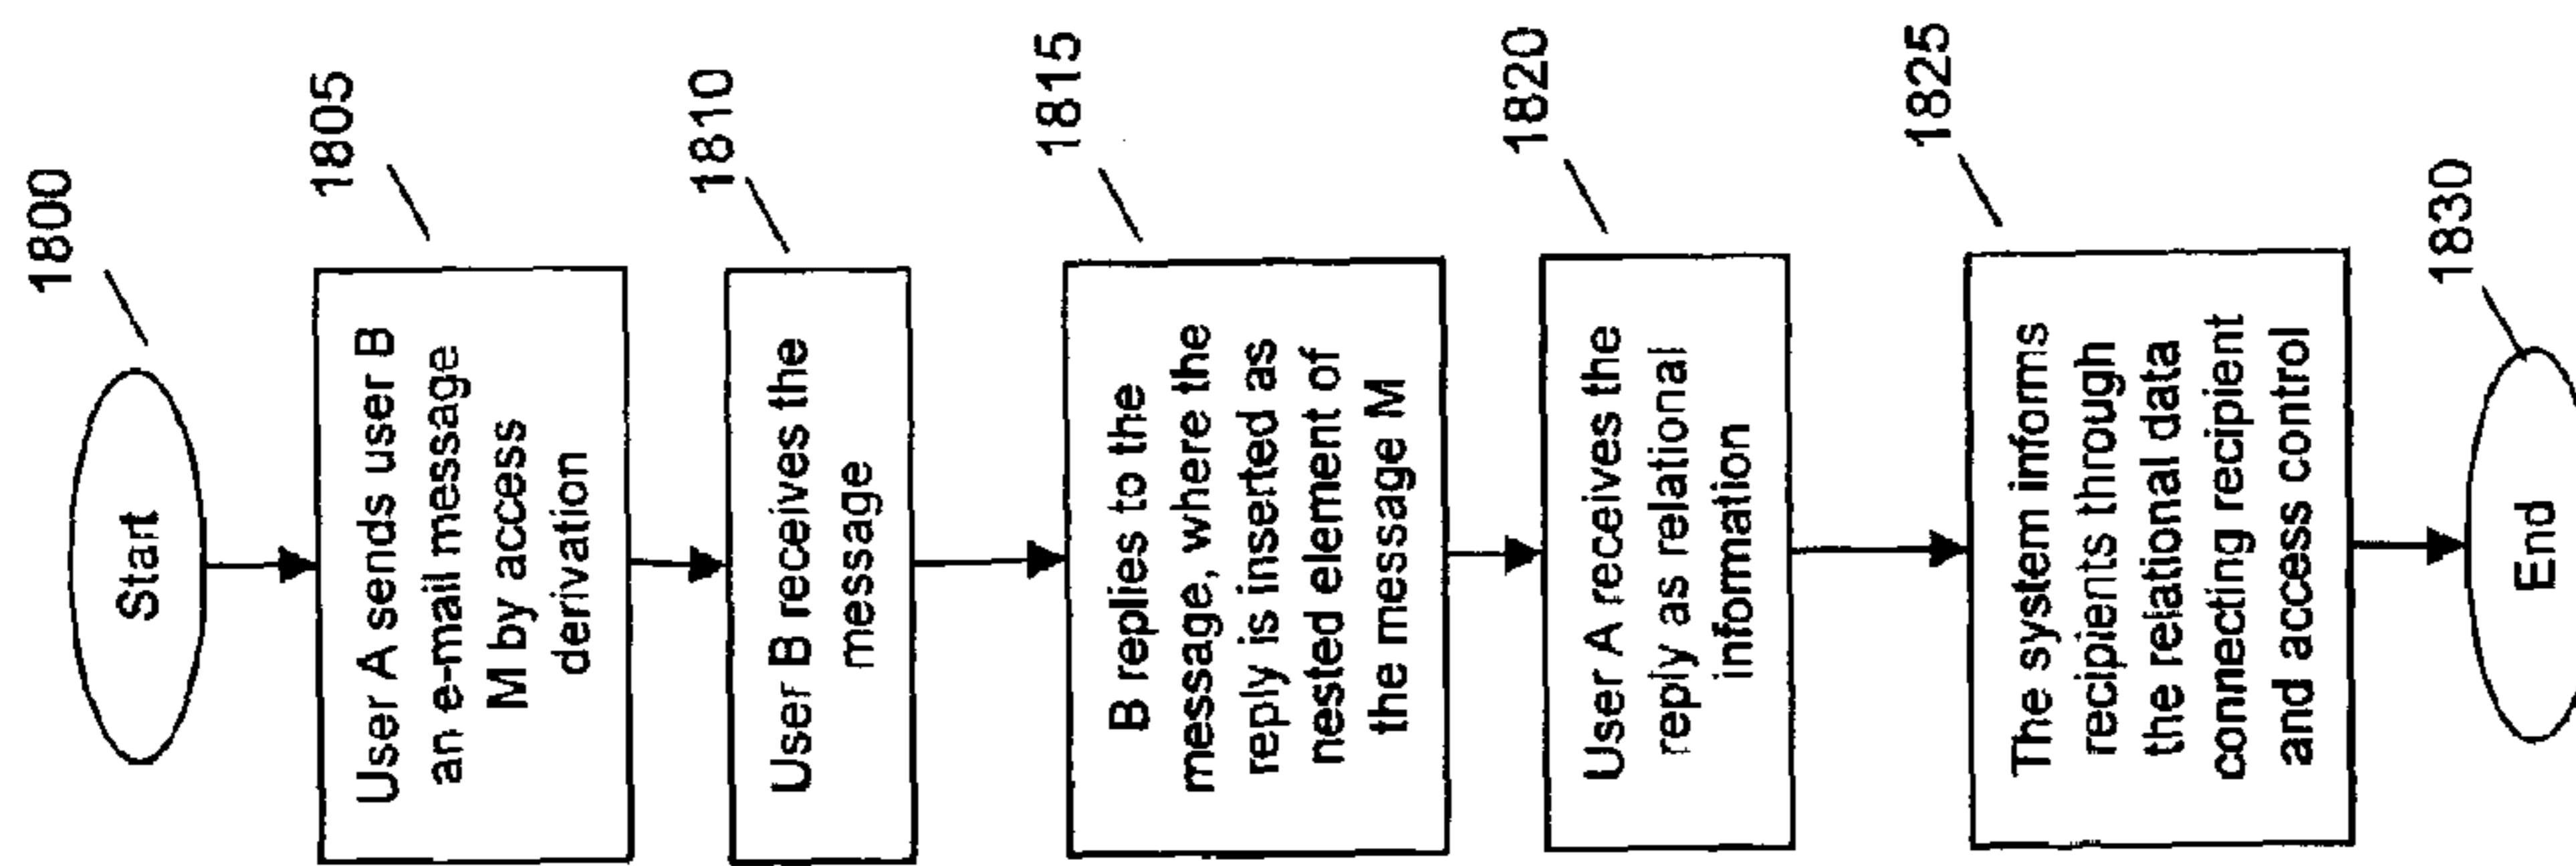 1800
Start
1805
User A sends user B
an e-mail message
M by access
derivation
1810
User B receives the
message
1815
B replies to the
message, where the
reply is inserted as
nested element of
the message M
1820
User A receives the
reply as relational
information
1825
The system informs
recipients through
the relational data
connecting recipient
and access control
1830
End